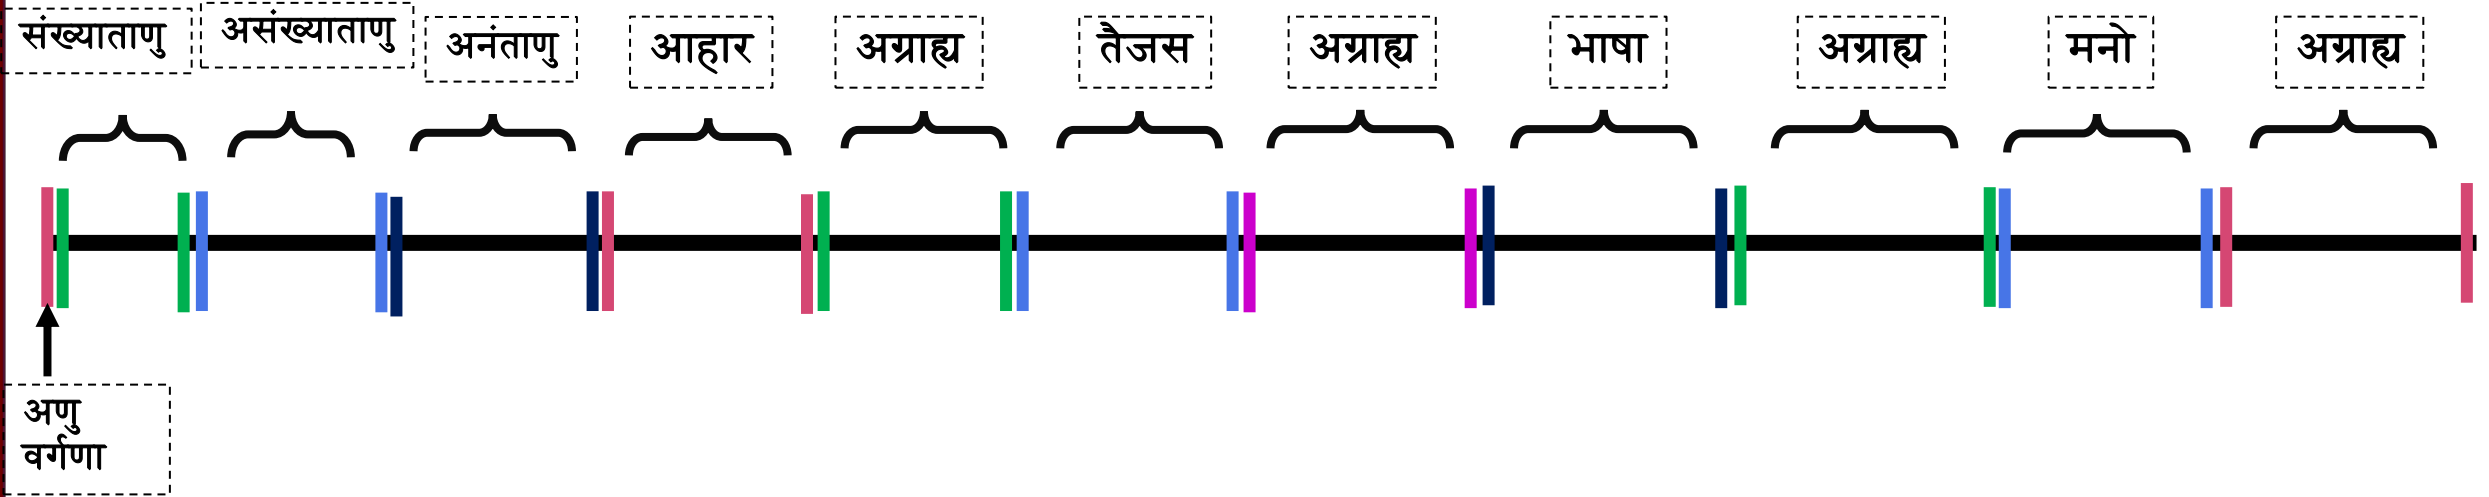 संख्याताणु
असंख्याताणु
अनंताणु
आहार
अग्राह्य
तैजस
अग्राह्य
भाषा
अग्राह्य
मनो
अग्राह्य
अणु
वर्गणा